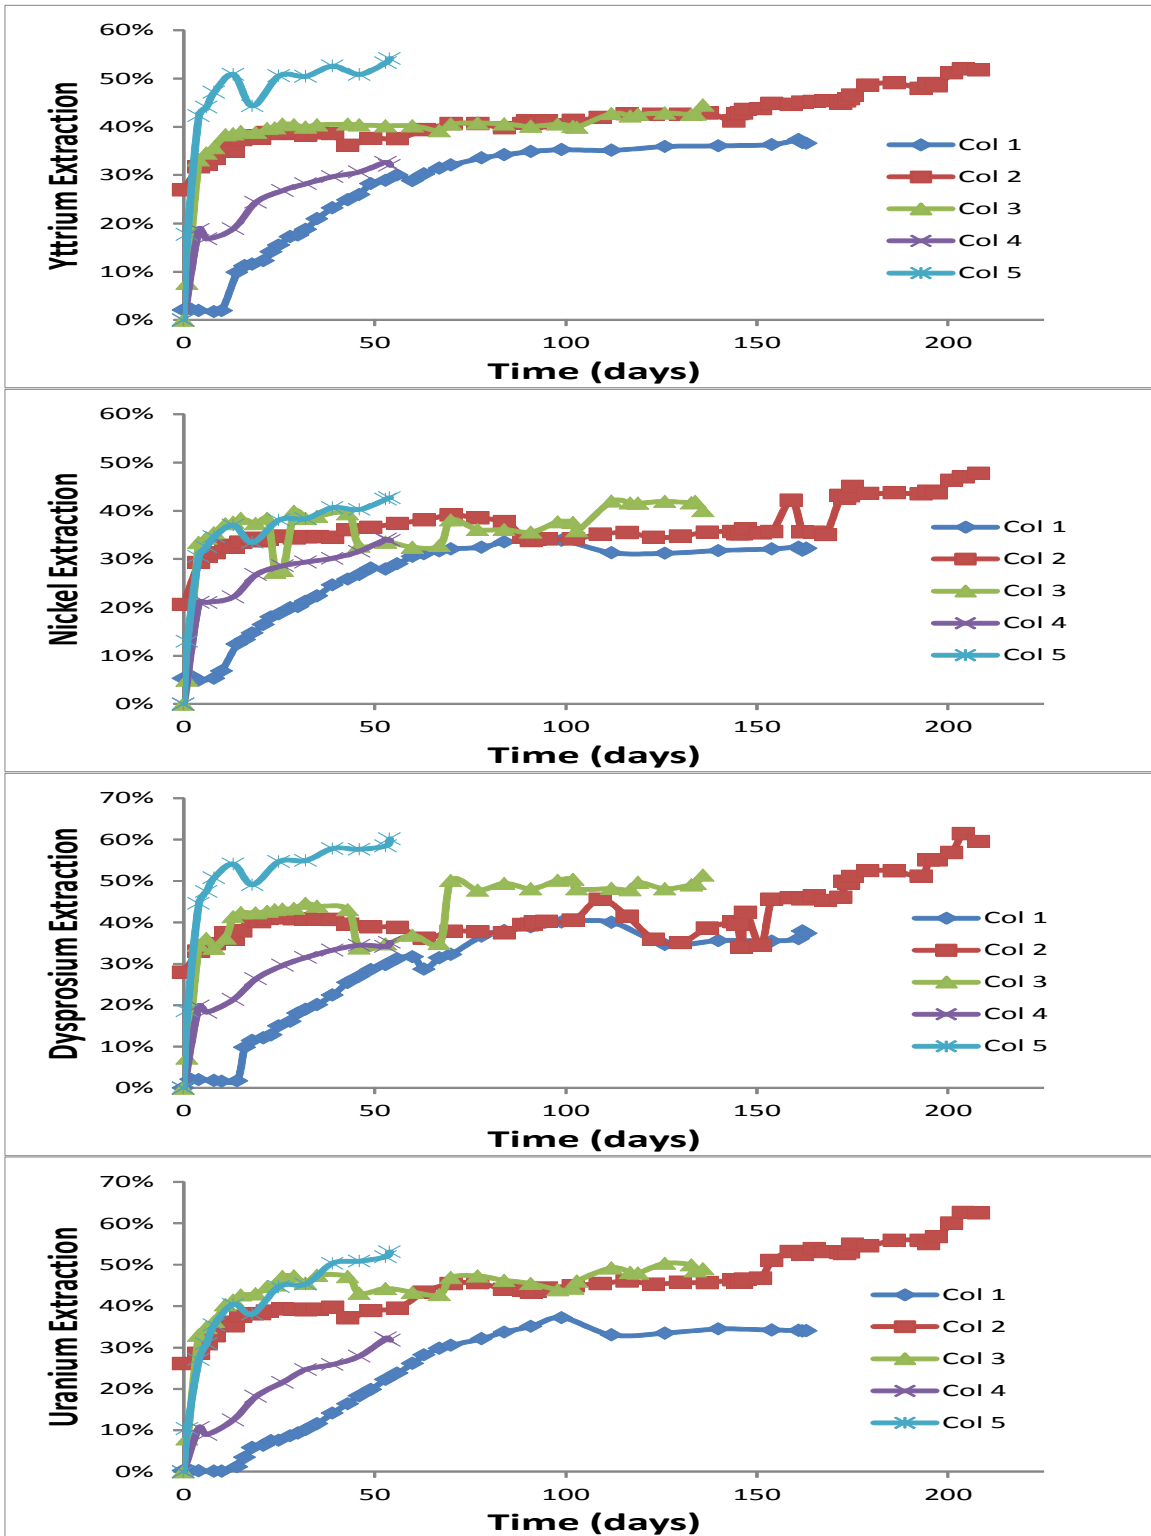 60%
50%
40%
30%
20%
10%
0%
Yttrium Extraction
Col 1
Col 2
Col 3
Col 4
Col 5
0 50 100 150 200
Time (days)
60%
50%
40%
30%
20%
10%
0%
Nickel Extraction
Col 1
Col 2
Col 3
Col 4
Col 5
0 50 100 150 200
Time (days)
70%
60%
50%
40%
30%
20%
10%
0%
Dysprosium Extraction
Col 1
Col 2
Col 3
Col 4
Col 5
0 50 100 150 200
Time (days)
70%
60%
50%
40%
30%
20%
10%
0%
Uranium Extraction
Col 1
Col 2
Col 3
Col 4
Col 5
0 50 100 150 200
Time (days)